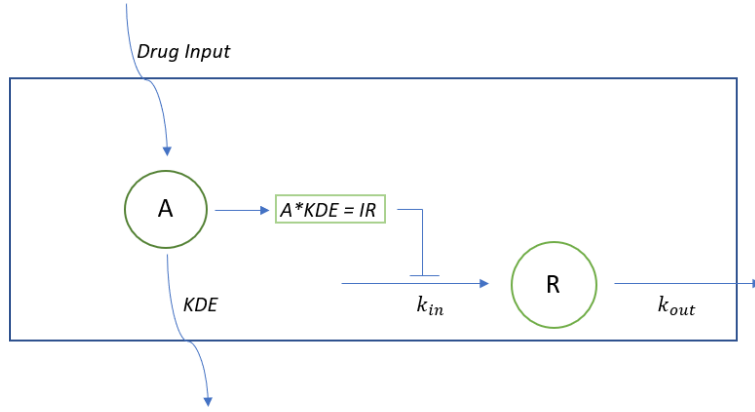 Drug Input
A
A*KDE = IR
R
KDE
k_in
k_out